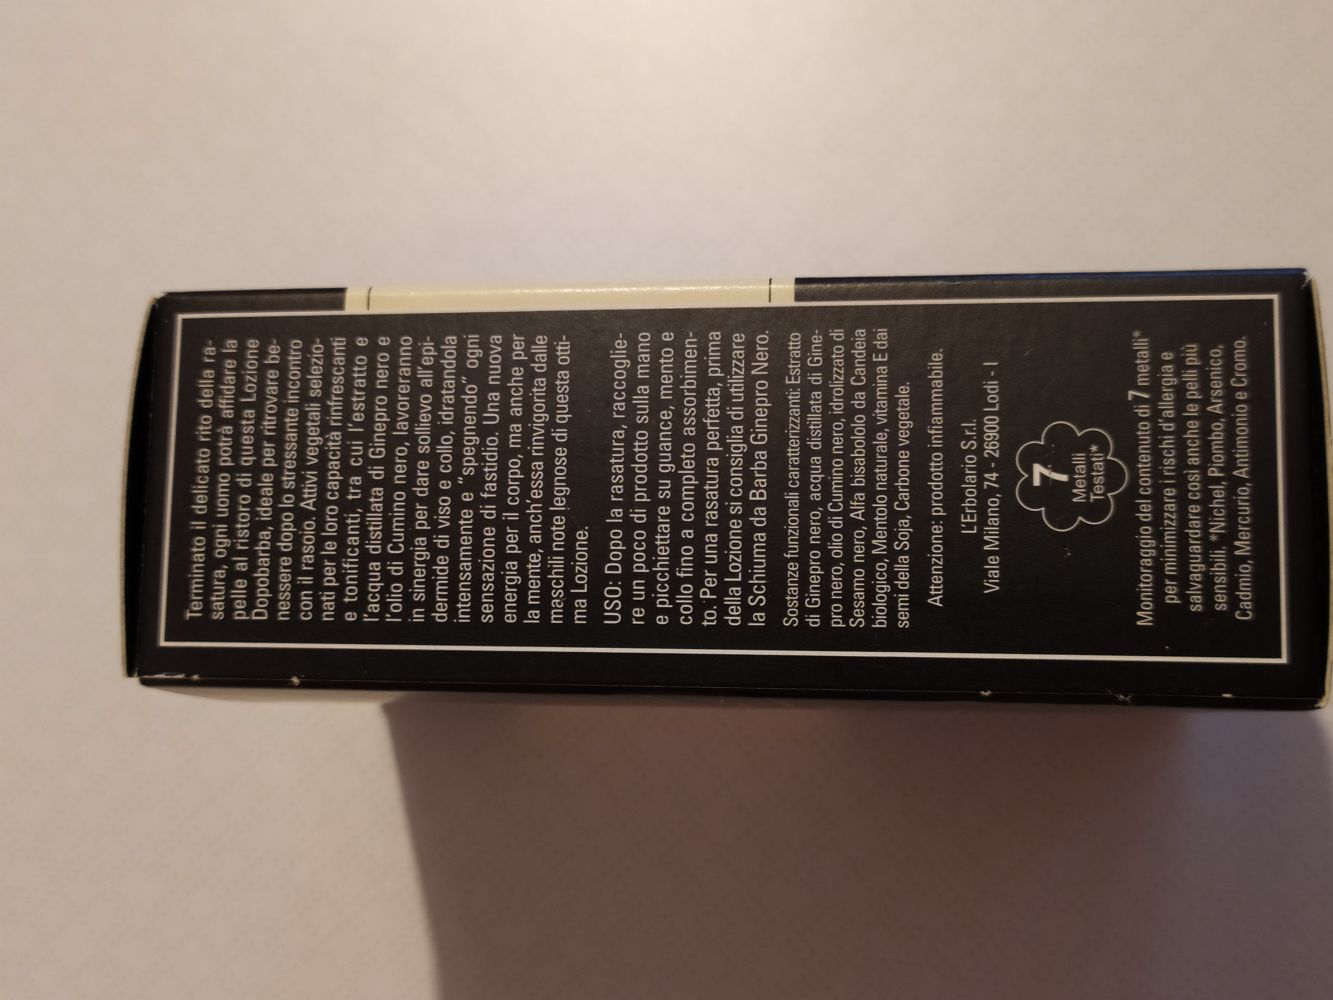 Terminato il delicato rito della ra-
satura, ogni uomo potrà affidare la
pelle al ristoro di questa Lozione
Dopobarba, ideale per ritrovare be-
nessere dopo lo stressante incontro
con il rasoio. Attivi vegetali selezio-
nati per le loro capacità rinfrescanti
e tonificanti, tra cui l'estratto e
l'acqua distillata di Ginepro nero e
l'olio di Cumino nero, lavoreranno
in sinergia per dare sollievo all'epi-
dermide di viso e collo, idratandola
intensamente e "spegnendo" ogni
sensazione di fastidio. Una nuova
energia per il corpo, ma anche per
la mente, anch'essa rinvigorita dalle
maschili note legnose di questa otti-
ma Lozione.
USO: Dopo la rasatura, raccoglie-
re un poco di prodotto sulla mano
e picchiettare su guance, mento e
collo fino a completo assorbimen-
to. Per una rasatura perfetta, prima
della Lozione si consiglia di utilizzare
la Schiuma da Barba Ginepro Nero.
Sostanze funzionali caratterizzanti: Estratto
di Ginepro nero, acqua distillata di Gine-
pro nero, olio di Cumino nero, idrolizzato di
Sesamo nero, Alfa bisabololo da Candeia
biologico, Mentolo naturale, vitamina E dai
semi della Soja, Carbone vegetale.
Attenzione: prodotto infiammabile.
L'Erbolario S.r.l.
Viale Milano, 74 - 26900 Lodi - I
7
Metalli
Testati*
Monitoraggio del contenuto di 7 metalli*
per minimizzare i rischi d'allergia e
salvaguardare così anche le pelli più
sensibili. *Nichel, Piombo, Arsenico,
Cadmio, Mercurio, Antimonio e Cromo.